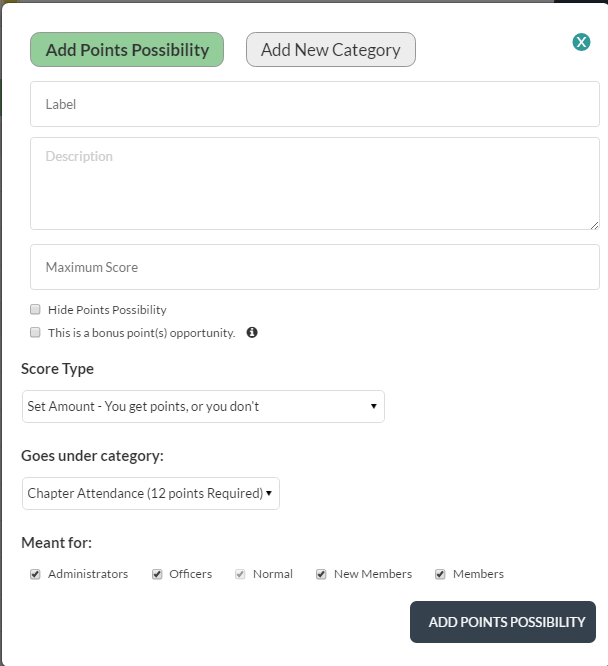 Add Points Possibility Add New Category X
Label
Description
Maximum Score
Hide Points Possibility
This is a bonus point(s) opportunity.
Score Type
Set Amount - You get points, or you don't
Goes under category:
Chapter Attendance (12 points Required)
Meant for:
Administrators Officers Normal New Members Members
ADD POINTS POSSIBILITY